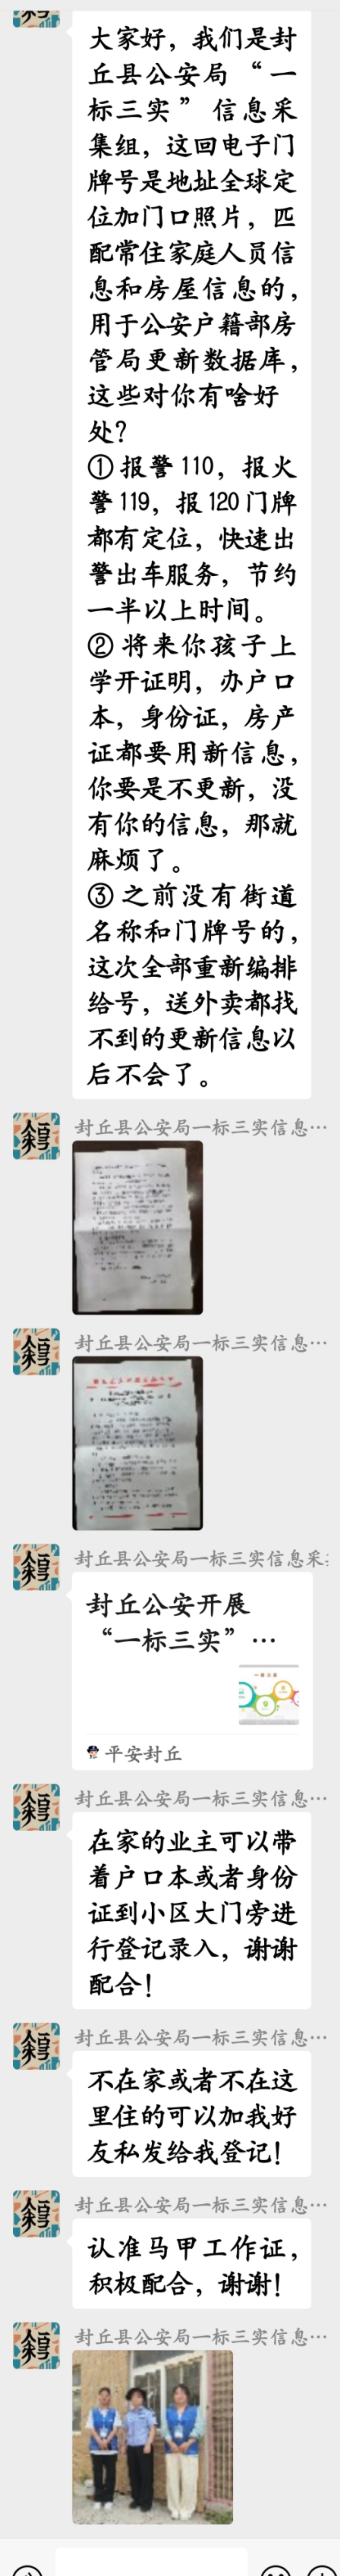 大家好，我们是封
丘县公安局“一
标三实”信息采
集组，这回电子门
牌号是地址全球定
位加门口照片，匹
配常住家庭人员信
息和房屋信息的，
用于公安户籍部房
管局更新数据库，
这些对你有啥好
处？
①报警110，报火
警119，报120门牌
都有定位，快速出
警出车服务，节约
一半以上时间。
②将来你孩子上
学开证明，办户口
本，身份证，房产
证都要用新信息，
你要是不更新，没
有你的信息，那就
麻烦了。
③之前没有街道
名称和门牌号的，
这次全部重新编排
给号，送外卖都找
不到的更新信息以
后不会了。
封丘县公安局一标三实信息…
封丘县公安局一标三实信息…
封丘县公安局一标三实信息采
封丘公安开展
“一标三实”…
平安封丘
封丘县公安局一标三实信息…
在家的业主可以带
着户口本或者身份
证到小区大门旁进
行登记录入，谢谢
配合！
封丘县公安局一标三实信息…
不在家或者不在这
里住的可以加我好
友私发给我登记！
封丘县公安局一标三实信息…
认准马甲工作证，
积极配合，谢谢！
封丘县公安局一标三实信息…